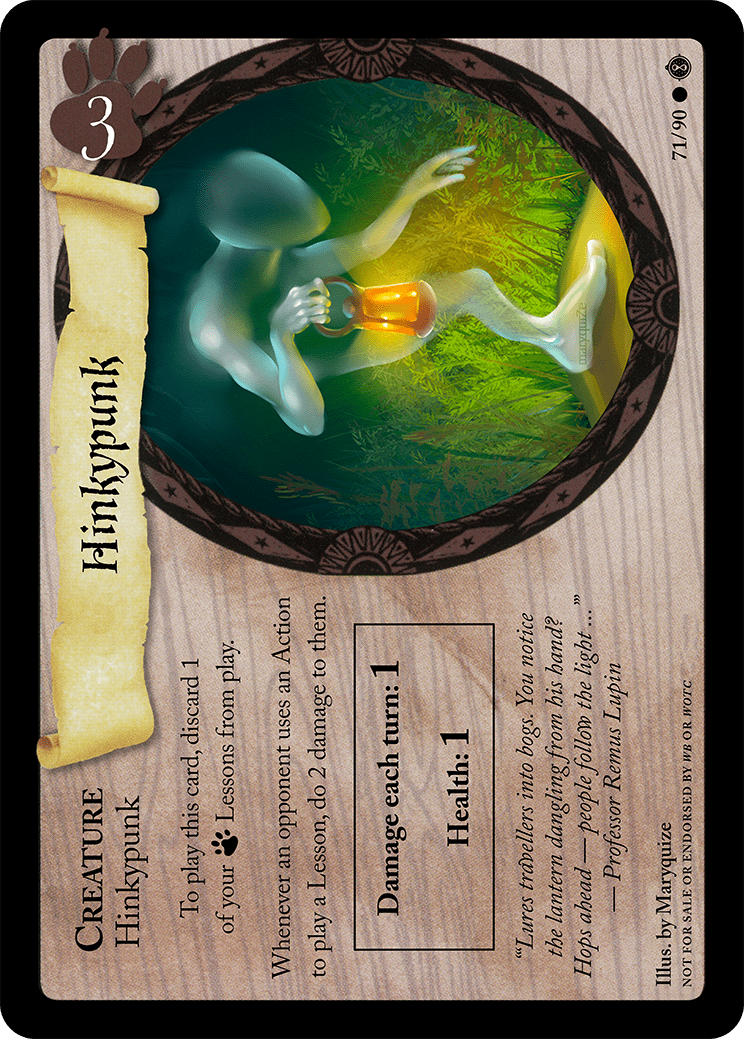 3
Hinkypunk
CREATURE
Hinkypunk
To play this card, discard 1
of your Lessons from play.
Whenever an opponent uses an Action
to play a Lesson, do 2 damage to them.
Damage each turn: 1
Health: 1
“‘Lures travellers into bogs. You notice
the lantern dangling from his hand?
Hops ahead — people follow the light ...’”
— Professor Remus Lupin
Illus. by Maryquize
NOT FOR SALE OR ENDORSED BY WB OR WOTC
71/90
maryquiZe